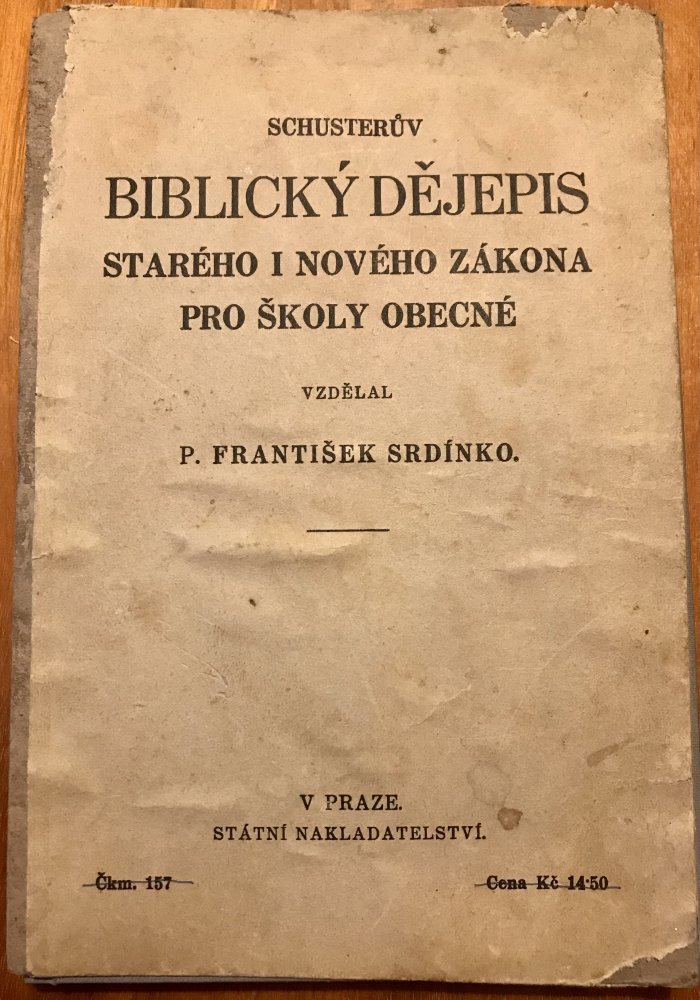 SCHUSTERŮV
BIBLICKÝ DĚJEPIS
STARÉHO I NOVÉHO ZÁKONA
PRO ŠKOLY OBECNÉ
VZDĚLAL
P. FRANTIŠEK SRDÍNKO.
V PRAZE.
STÁTNÍ NAKLADATELSTVÍ.
Čkm. 157
Cena Kč 14·50